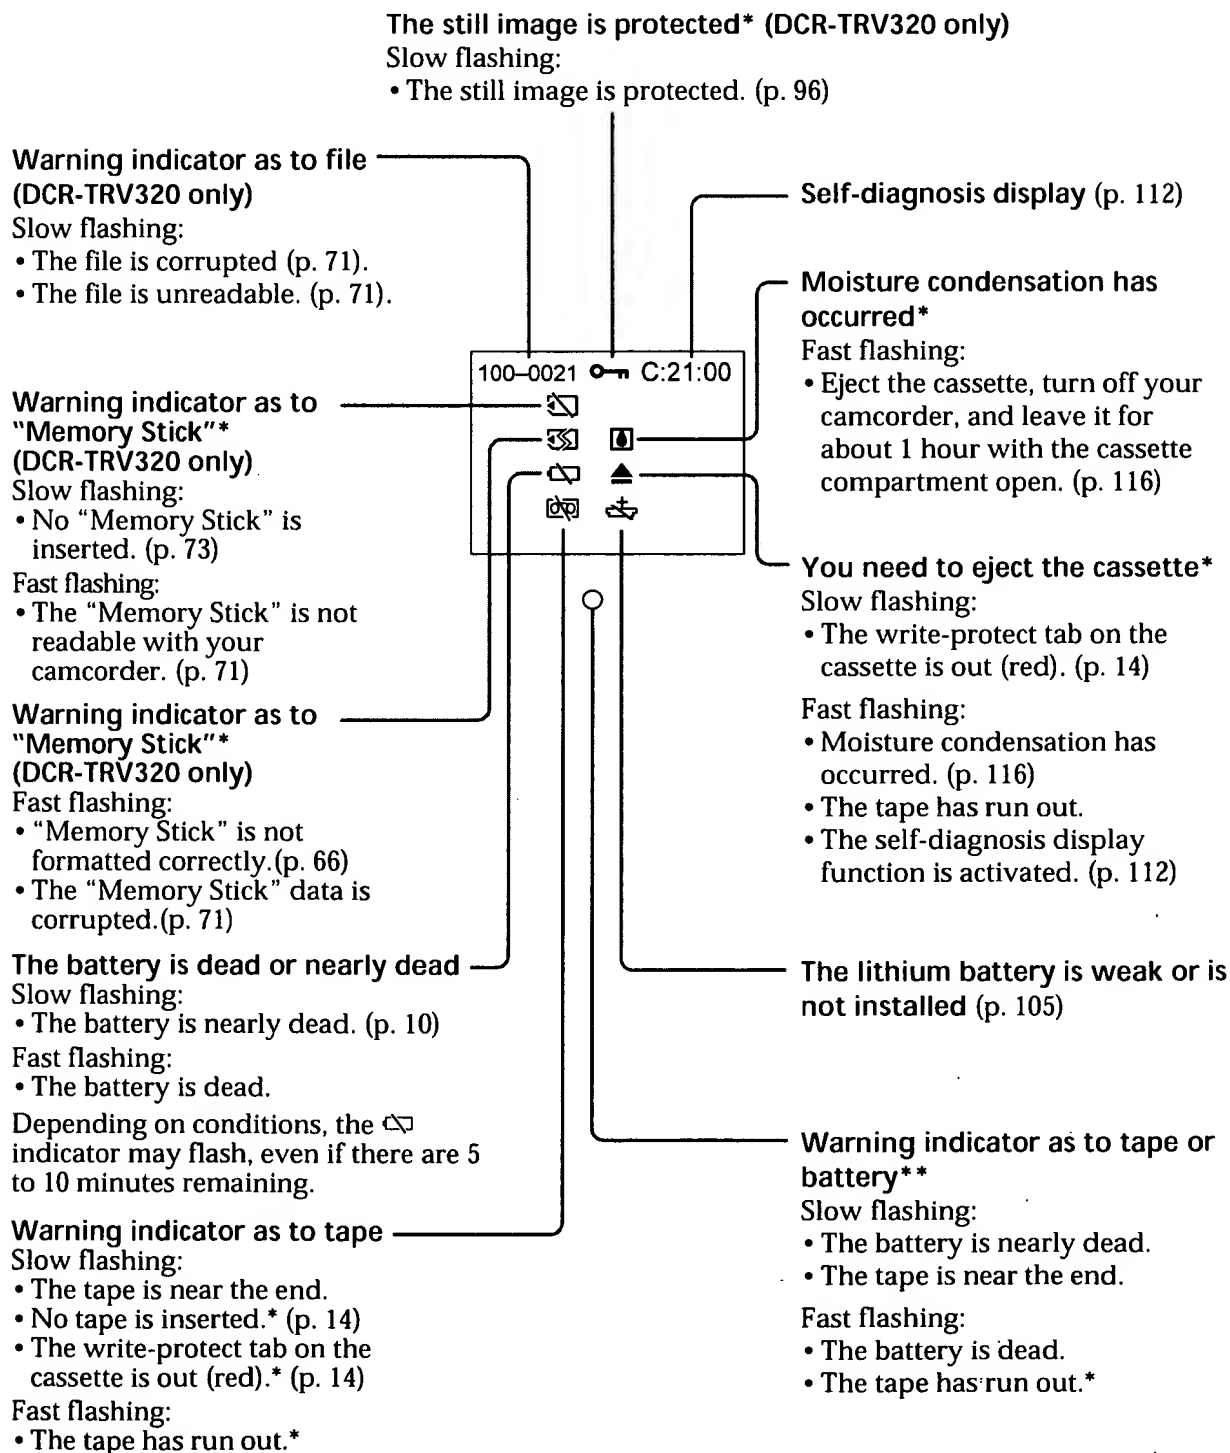 The still image is protected* (DCR-TRV320 only)
Slow flashing:
• The still image is protected. (p. 96)
Warning indicator as to file
(DCR-TRV320 only)
Slow flashing:
• The file is corrupted (p. 71).
• The file is unreadable. (p. 71).
Warning indicator as to
"Memory Stick"*
(DCR-TRV320 only)
Slow flashing:
• No “Memory Stick” is
inserted. (p. 73)
Fast flashing:
• The “Memory Stick” is not
readable with your
camcorder. (p. 71)
Warning indicator as to
"Memory Stick"*
(DCR-TRV320 only)
Fast flashing:
• “Memory Stick” is not
formatted correctly.(p. 66)
• The “Memory Stick” data is
corrupted.(p. 71)
The battery is dead or nearly dead
Slow flashing:
• The battery is nearly dead. (p. 10)
Fast flashing:
• The battery is dead.
Depending on conditions, the
indicator may flash, even if there are 5
to 10 minutes remaining.
Warning indicator as to tape
Slow flashing:
• The tape is near the end.
• No tape is inserted.* (p. 14)
• The write-protect tab on the
cassette is out (red).* (p. 14)
Fast flashing:
• The tape has run out.*
100–0021 C:21:00
Self-diagnosis display (p. 112)
Moisture condensation has
occurred*
Fast flashing:
• Eject the cassette, turn off your
camcorder, and leave it for
about 1 hour with the cassette
compartment open. (p. 116)
You need to eject the cassette*
Slow flashing:
• The write-protect tab on the
cassette is out (red). (p. 14)
Fast flashing:
• Moisture condensation has
occurred. (p. 116)
• The tape has run out.
• The self-diagnosis display
function is activated. (p. 112)
The lithium battery is weak or is
not installed (p. 105)
Warning indicator as to tape or
battery**
Slow flashing:
• The battery is nearly dead.
• The tape is near the end.
Fast flashing:
• The battery is dead.
• The tape has run out.*